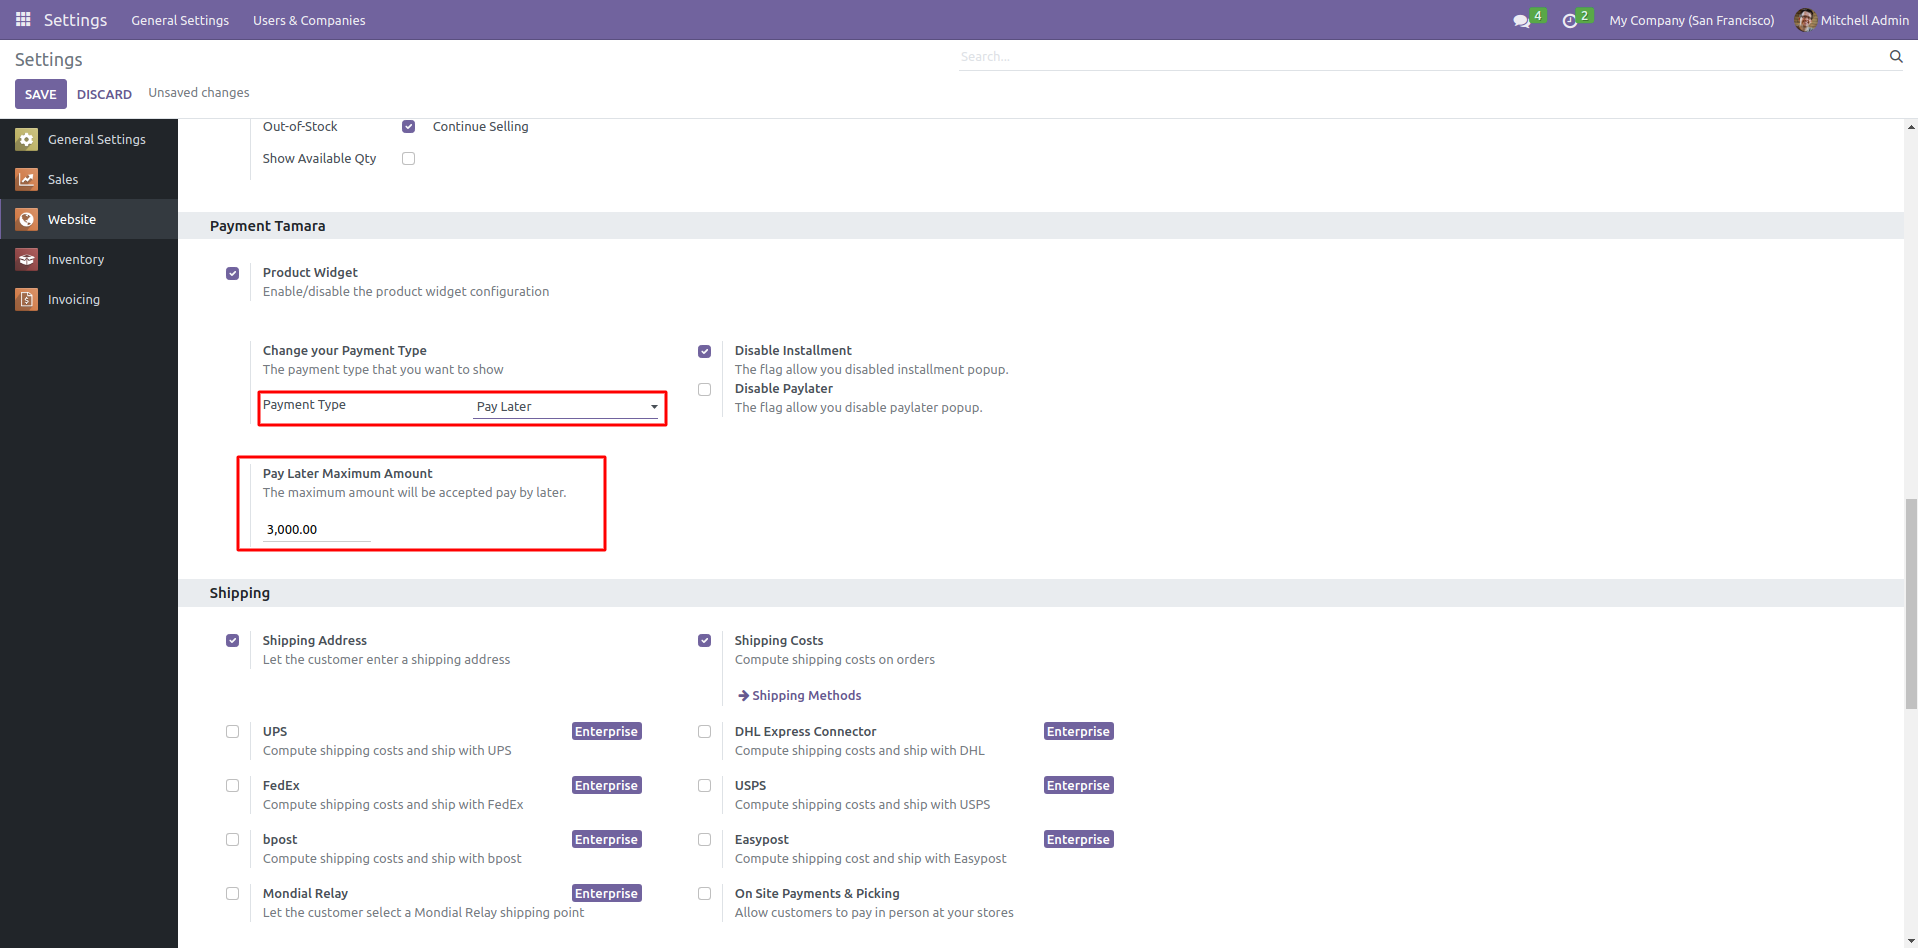 Settings General Settings Users & Companies 4 2 My Company (San Francisco) Mitchell Admin
Settings Search...
SAVE DISCARD Unsaved changes
General Settings
Sales
Website
Inventory
Invoicing
Out-of-Stock Continue Selling
Show Available Qty
Payment Tamara
Product Widget
Enable/disable the product widget configuration
Change your Payment Type
The payment type that you want to show
Payment Type Pay Later
Disable Installment
The flag allow you disabled installment popup.
Disable Paylater
The flag allow you disable paylater popup.
Pay Later Maximum Amount
The maximum amount will be accepted pay by later.
3,000.00
Shipping
Shipping Address
Let the customer enter a shipping address
Shipping Costs
Compute shipping costs on orders
Shipping Methods
UPS Enterprise
Compute shipping costs and ship with UPS
DHL Express Connector Enterprise
Compute shipping costs and ship with DHL
FedEx Enterprise
Compute shipping costs and ship with FedEx
USPS Enterprise
Compute shipping costs and ship with USPS
bpost Enterprise
Compute shipping costs and ship with bpost
Easypost Enterprise
Compute shipping cost and ship with Easypost
Mondial Relay Enterprise
Let the customer select a Mondial Relay shipping point
On Site Payments & Picking
Allow customers to pay in person at your stores